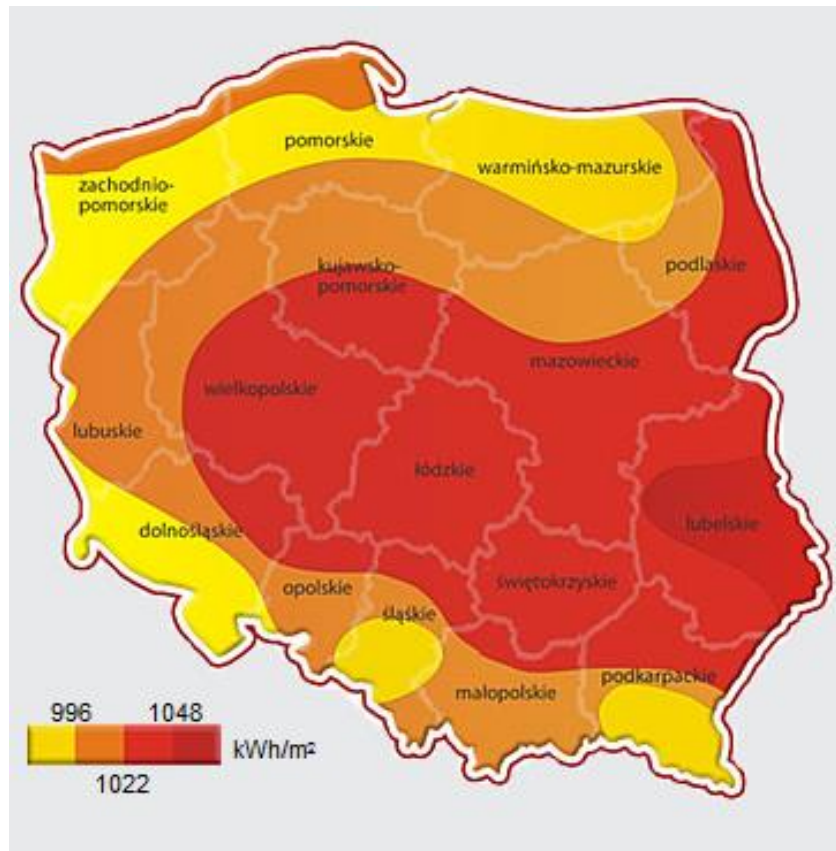 pomorskie
warmińsko-mazurskie
zachodnio-
pomorskie
kujawsko-
pomorskie
podlaskie
mazowieckie
wielkopolskie
lubuskie
łódzkie
lubelskie
dolnośląskie
opolskie
świętokrzyskie
śląskie
małopolskie
podkarpackie
996 1048
kWh/m²
1022